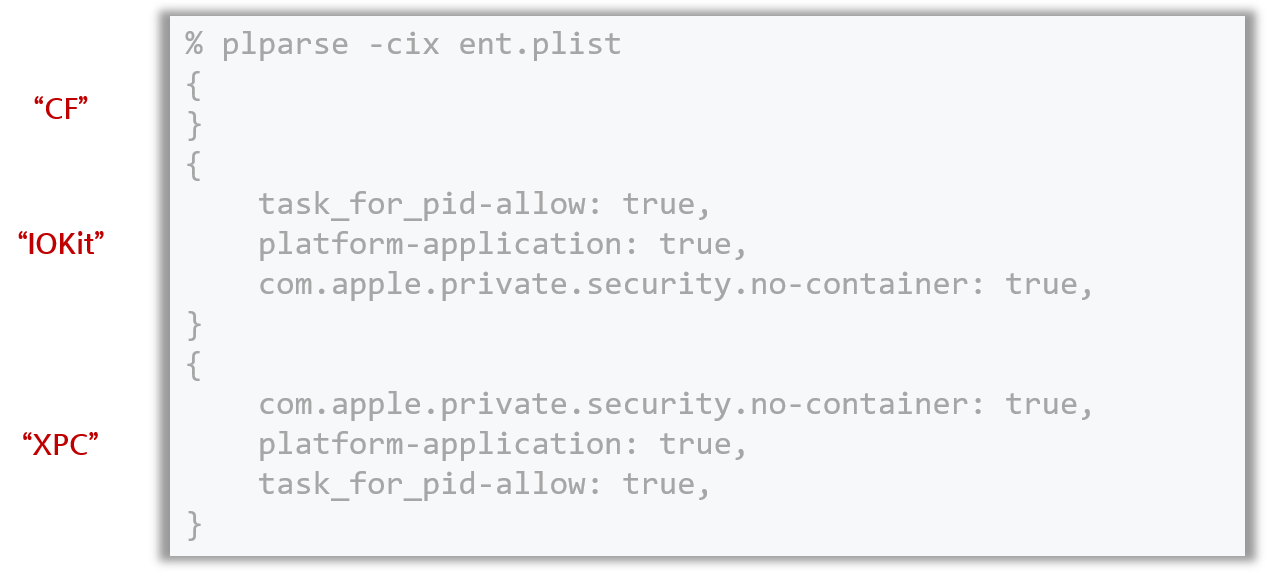 % plparse -cix ent.plist
{
“CF”
}
{
task_for_pid-allow: true,
“IOKit”
platform-application: true,
com.apple.private.security.no-container: true,
}
{
com.apple.private.security.no-container: true,
“XPC”
platform-application: true,
task_for_pid-allow: true,
}